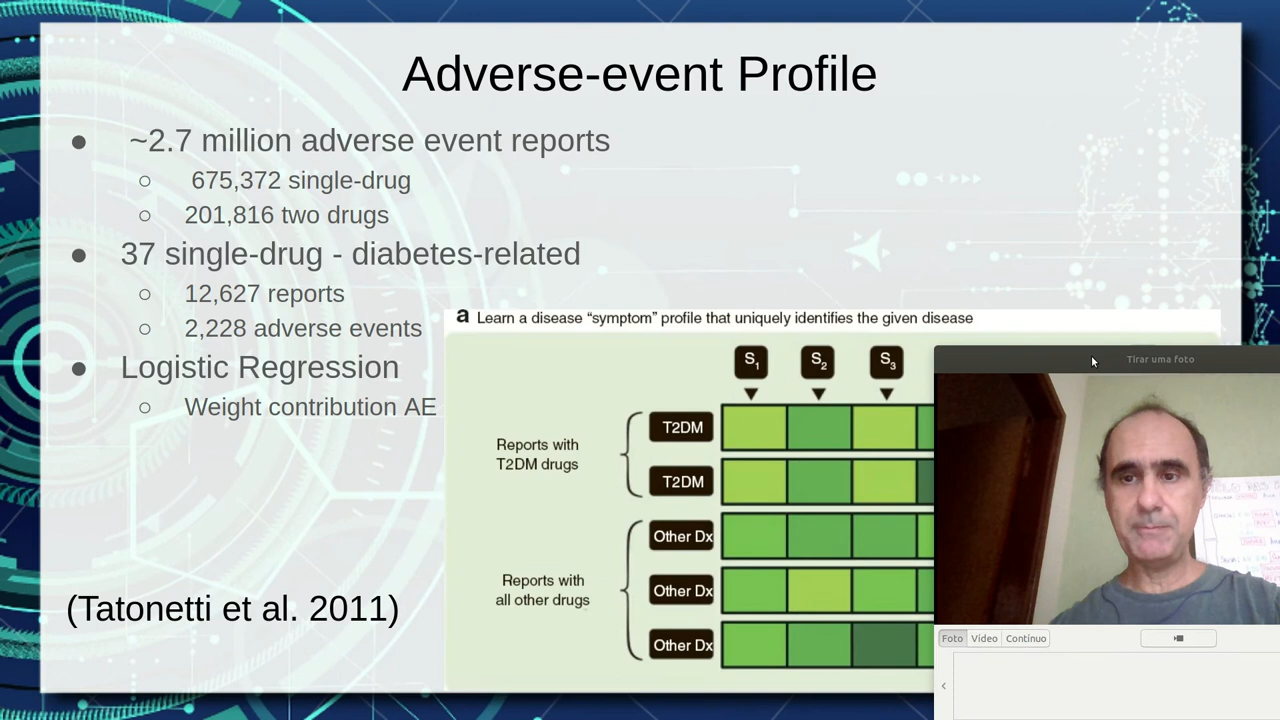 Adverse-event Profile
● ~2.7 million adverse event reports
○ 675,372 single-drug
○ 201,816 two drugs
● 37 single-drug - diabetes-related
○ 12,627 reports
○ 2,228 adverse events
● Logistic Regression
○ Weight contribution AE
(Tatonetti et al. 2011)
a Learn a disease “symptom” profile that uniquely identifies the given disease
S1 S2 S3
Reports with
T2DM drugs
T2DM
T2DM
Reports with
all other drugs
Other Dx
Other Dx
Other Dx
Tirar uma foto
Foto Vídeo Contínuo